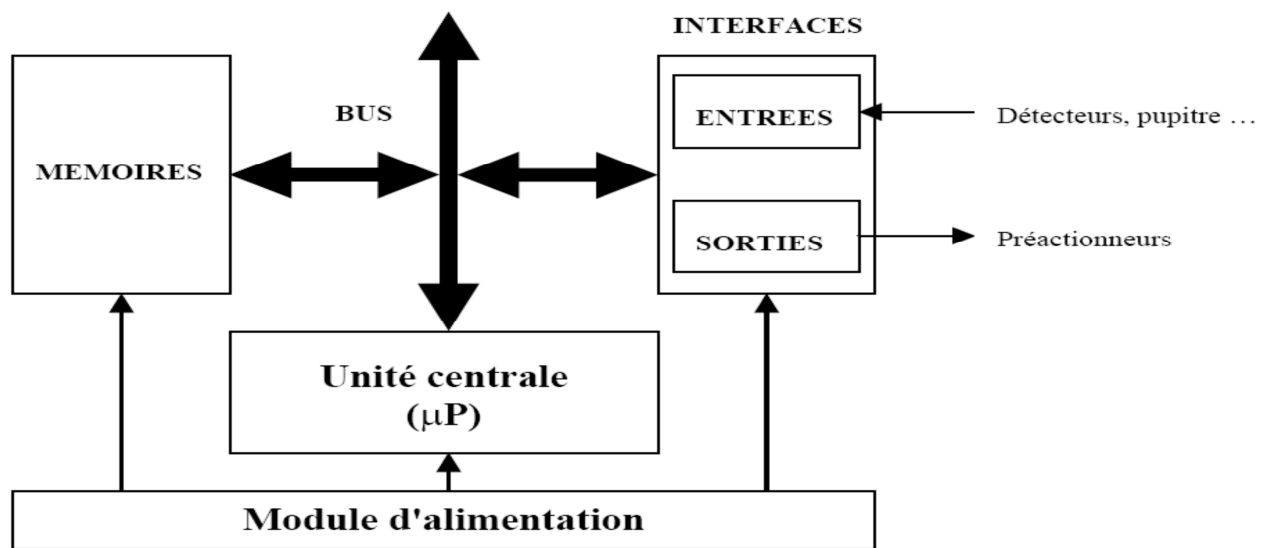 INTERFACES
BUS
MEMOIRES
ENTREES
Détecteurs, pupitre …
SORTIES
Préactionneurs
Unité centrale
(µP)
Module d'alimentation